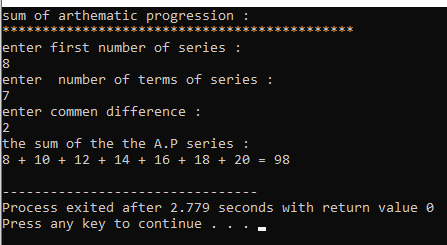 sum of arthematic progression :
*******************************************
enter first number of series :
8
enter  number of terms of series :
7
enter commen difference :
2
the sum of the the A.P series :
8 + 10 + 12 + 14 + 16 + 18 + 20 = 98
--------------------------------
Process exited after 2.779 seconds with return value 0
Press any key to continue . . .